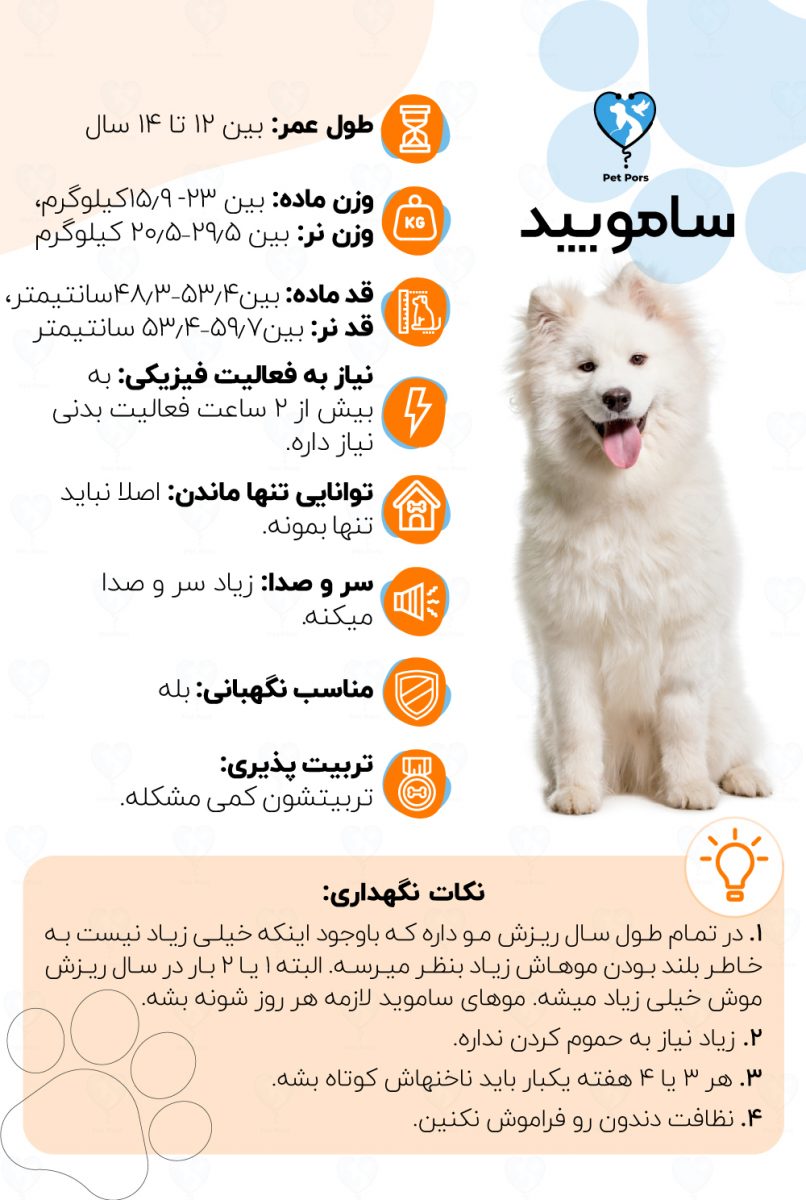 Pet Pors
سامویید
طول عمر: بین ۱۲ تا ۱۴ سال
وزن ماده: بین ۲۳- ۱۵٫۹کیلوگرم،
وزن نر: بین ۲۹٫۵-۲۰٫۵ کیلوگرم
KG
قد ماده: بین۵۳٫۴-۴۸٫۳سانتیمتر،
قد نر: بین۵۹٫۷-۵۳٫۴ سانتیمتر
نیاز به فعالیت فیزیکی: به
بیش از ۲ ساعت فعالیت بدنی
نیاز داره.
توانایی تنها ماندن: اصلا نباید
تنها بمونه.
سر و صدا: زیاد سر و صدا
میکنه.
مناسب نگهبانی: بله
تربیت پذیری:
تربیتشون کمی مشکله.
نکات نگهداری:
۱. در تمام طول سال ریزش مو داره که باوجود اینکه خیلی زیاد نیست به
خاطر بلند بودن موهاش زیاد بنظر میرسه. البته ۱ یا ۲ بار در سال ریزش
موش خیلی زیاد میشه. موهای ساموید لازمه هر روز شونه بشه.
۲. زیاد نیاز به حموم کردن نداره.
۳. هر ۳ یا ۴ هفته یکبار باید ناخنهاش کوتاه بشه.
۴. نظافت دندون رو فراموش نکنین.